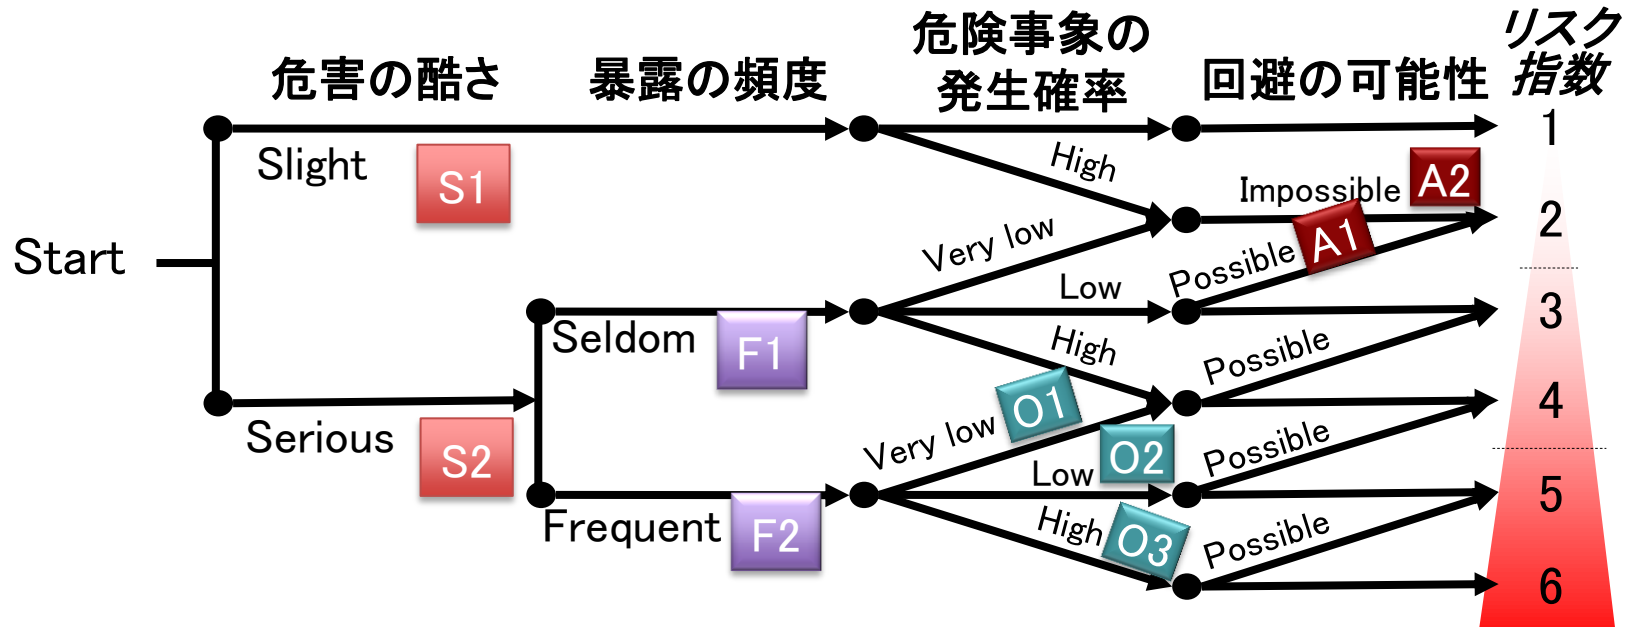 危害の酷さ
暴露の頻度
危険事象の
発生確率
回避の可能性
リスク
指数
Start
Slight
S1
Serious
S2
Seldom
F1
Frequent
F2
High
Very low
Low
High
Very low
O1
Low
O2
High
O3
Impossible
A2
Possible
A1
Possible
Possible
Possible
1
2
3
4
5
6